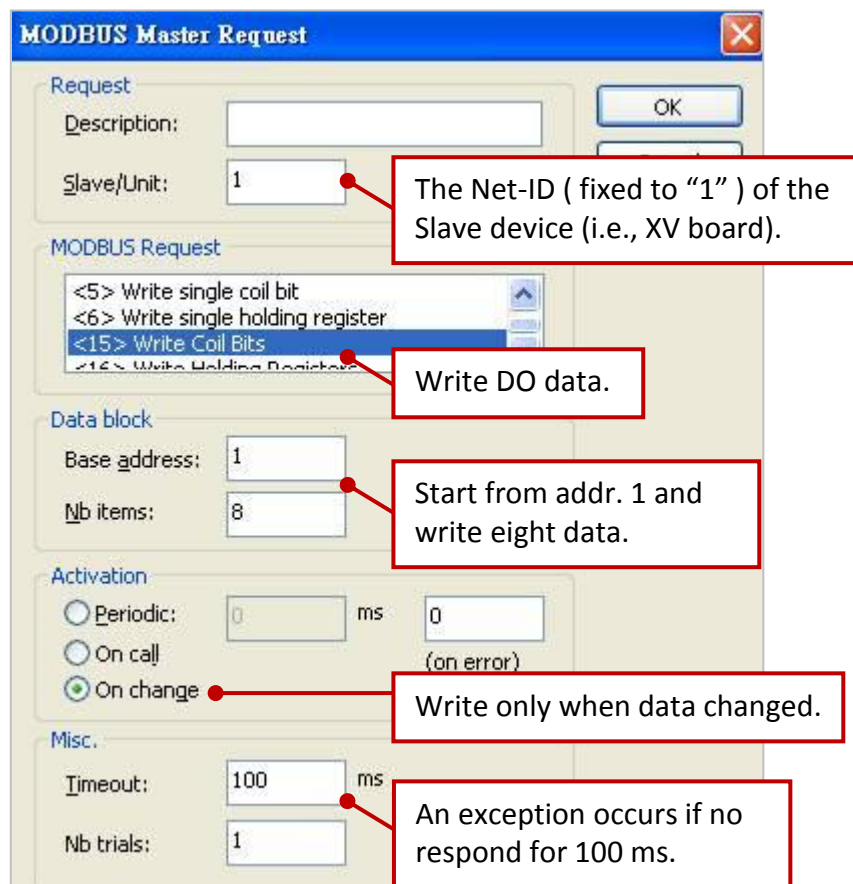 MODBUS Master Request
Request
OK
Description:
Slave/Unit:
1
The Net-ID ( fixed to “1” ) of the
Slave device (i.e., XV board).
MODBUS Request
<5> Write single coil bit
<6> Write single holding register
<15> Write Coil Bits
<16> Write Holding Registers
Write DO data.
Data block
Base address:
1
Nb items:
8
Start from addr. 1 and
write eight data.
Activation
Periodic:
0
ms
0
On call
(on error)
On change
Write only when data changed.
Misc.
Timeout:
100
ms
Nb trials:
1
An exception occurs if no
respond for 100 ms.